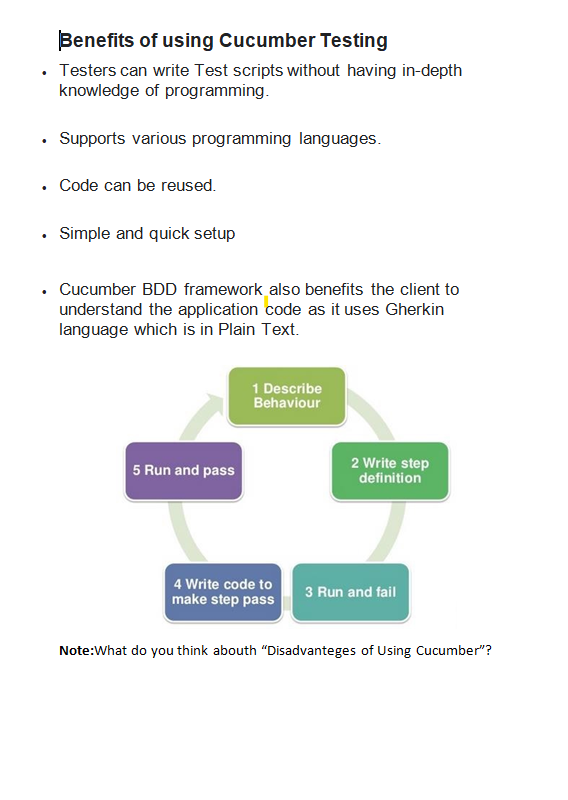 Benefits of using Cucumber Testing
• Testers can write Test scripts without having in-depth
knowledge of programming.
• Supports various programming languages.
• Code can be reused.
• Simple and quick setup
• Cucumber BDD framework also benefits the client to
understand the application code as it uses Gherkin
language which is in Plain Text.
1 Describe
Behaviour
2 Write step
definition
3 Run and fail
4 Write code to
make step pass
5 Run and pass
Note:What do you think abouth “Disadvanteges of Using Cucumber”?